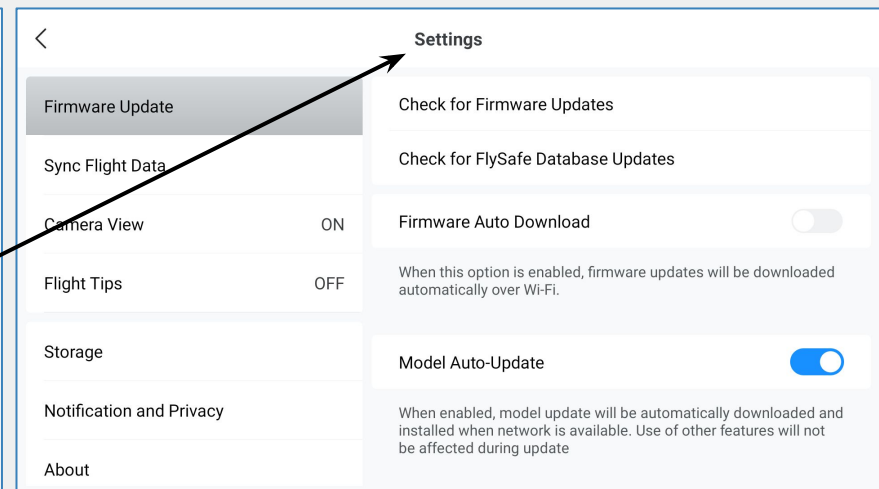 Settings
Firmware Update
Sync Flight Data
Camera View ON
Flight Tips OFF
Storage
Notification and Privacy
About
Check for Firmware Updates
Check for FlySafe Database Updates
Firmware Auto Download
When this option is enabled, firmware updates will be downloaded
automatically over Wi-Fi.
Model Auto-Update
When enabled, model update will be automatically downloaded and
installed when network is available. Use of other features will not
be affected during update